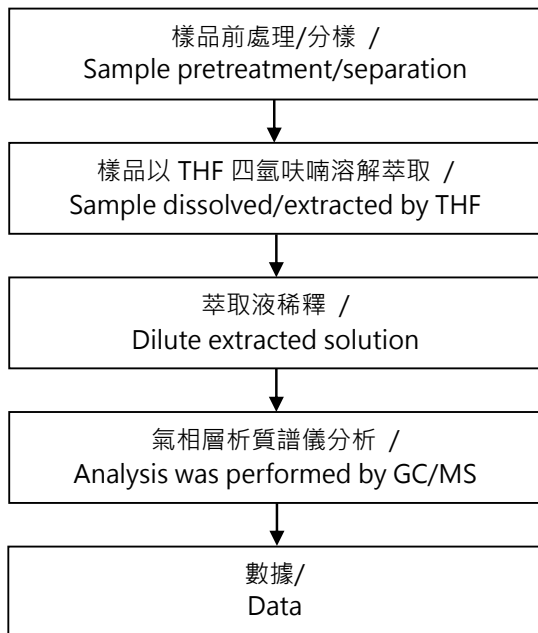 樣品前處理/分樣 /
Sample pretreatment/separation
樣品以 THF 四氫呋喃溶解萃取 /
Sample dissolved/extracted by THF
萃取液稀釋 /
Dilute extracted solution
氣相層析質譜儀分析 /
Analysis was performed by GC/MS
數據/
Data